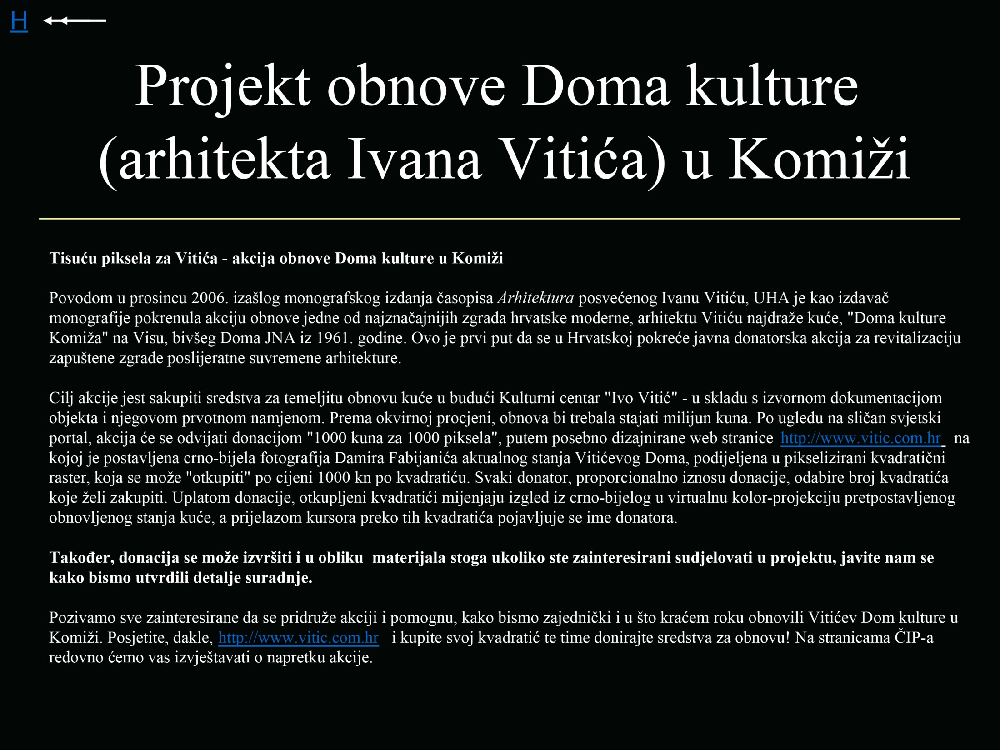 H
Projekt obnove Doma kulture
(arhitekta Ivana Vitića) u Komiži
Tisuću piksela za Vitića - akcija obnove Doma kulture u Komiži
Povodom u prosincu 2006. izašlog monografskog izdanja časopisa Arhitektura posvećenog Ivanu Vitiću, UHA je kao izdavač
monografije pokrenula akciju obnove jedne od najznačajnijih zgrada hrvatske moderne, arhitektu Vitiću najdraže kuće, "Doma kulture
Komiža" na Visu, bivšeg Doma JNA iz 1961. godine. Ovo je prvi put da se u Hrvatskoj pokreće javna donatorska akcija za revitalizaciju
zapuštene zgrade poslijeratne suvremene arhitekture.
Cilj akcije jest sakupiti sredstva za temeljitu obnovu kuće u budući Kulturni centar "Ivo Vitić" - u skladu s izvornom dokumentacijom
objekta i njegovom prvotnom namjenom. Prema okvirnoj procjeni, obnova bi trebala stajati milijun kuna. Po ugledu na sličan svjetski
portal, akcija će se odvijati donacijom "1000 kuna za 1000 piksela", putem posebno dizajnirane web stranice http://www.vitic.com.hr na
kojoj je postavljena crno-bijela fotografija Damira Fabijanića aktualnog stanja Vitićevog Doma, podijeljena u pikselizirani kvadratični
raster, koja se može "otkupiti" po cijeni 1000 kn po kvadratiću. Svaki donator, proporcionalno iznosu donacije, odabire broj kvadratića
koje želi zakupiti. Uplatom donacije, otkupljeni kvadratići mijenjaju izgled iz crno-bijelog u virtualnu kolor-projekciju pretpostavljenog
obnovljenog stanja kuće, a prijelazom kursora preko tih kvadratića pojavljuje se ime donatora.
Također, donacija se može izvršiti i u obliku  materijala stoga ukoliko ste zainteresirani sudjelovati u projektu, javite nam se
kako bismo utvrdili detalje suradnje.
Pozivamo sve zainteresirane da se pridruže akciji i pomognu, kako bismo zajednički i u što kraćem roku obnovili Vitićev Dom kulture u
Komiži. Posjetite, dakle, http://www.vitic.com.hr i kupite svoj kvadratić te time donirajte sredstva za obnovu! Na stranicama ČIP-a
redovno ćemo vas izvještavati o napretku akcije.